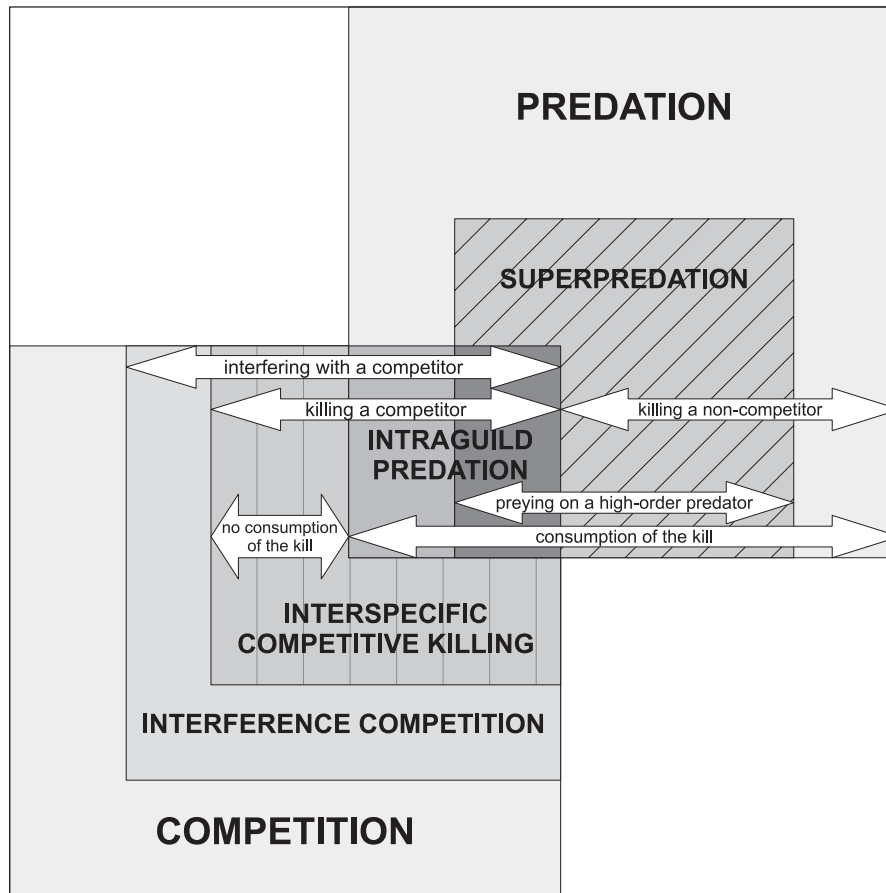 PREDATION
SUPERPREDATION
interfering with a competitor
killing a competitor
killing a non-competitor
INTRAGUILD
PREDATION
preying on a high-order predator
no consumption
of the kill
consumption of the kill
INTERSPECIFIC
COMPETITIVE KILLING
INTERFERENCE COMPETITION
COMPETITION